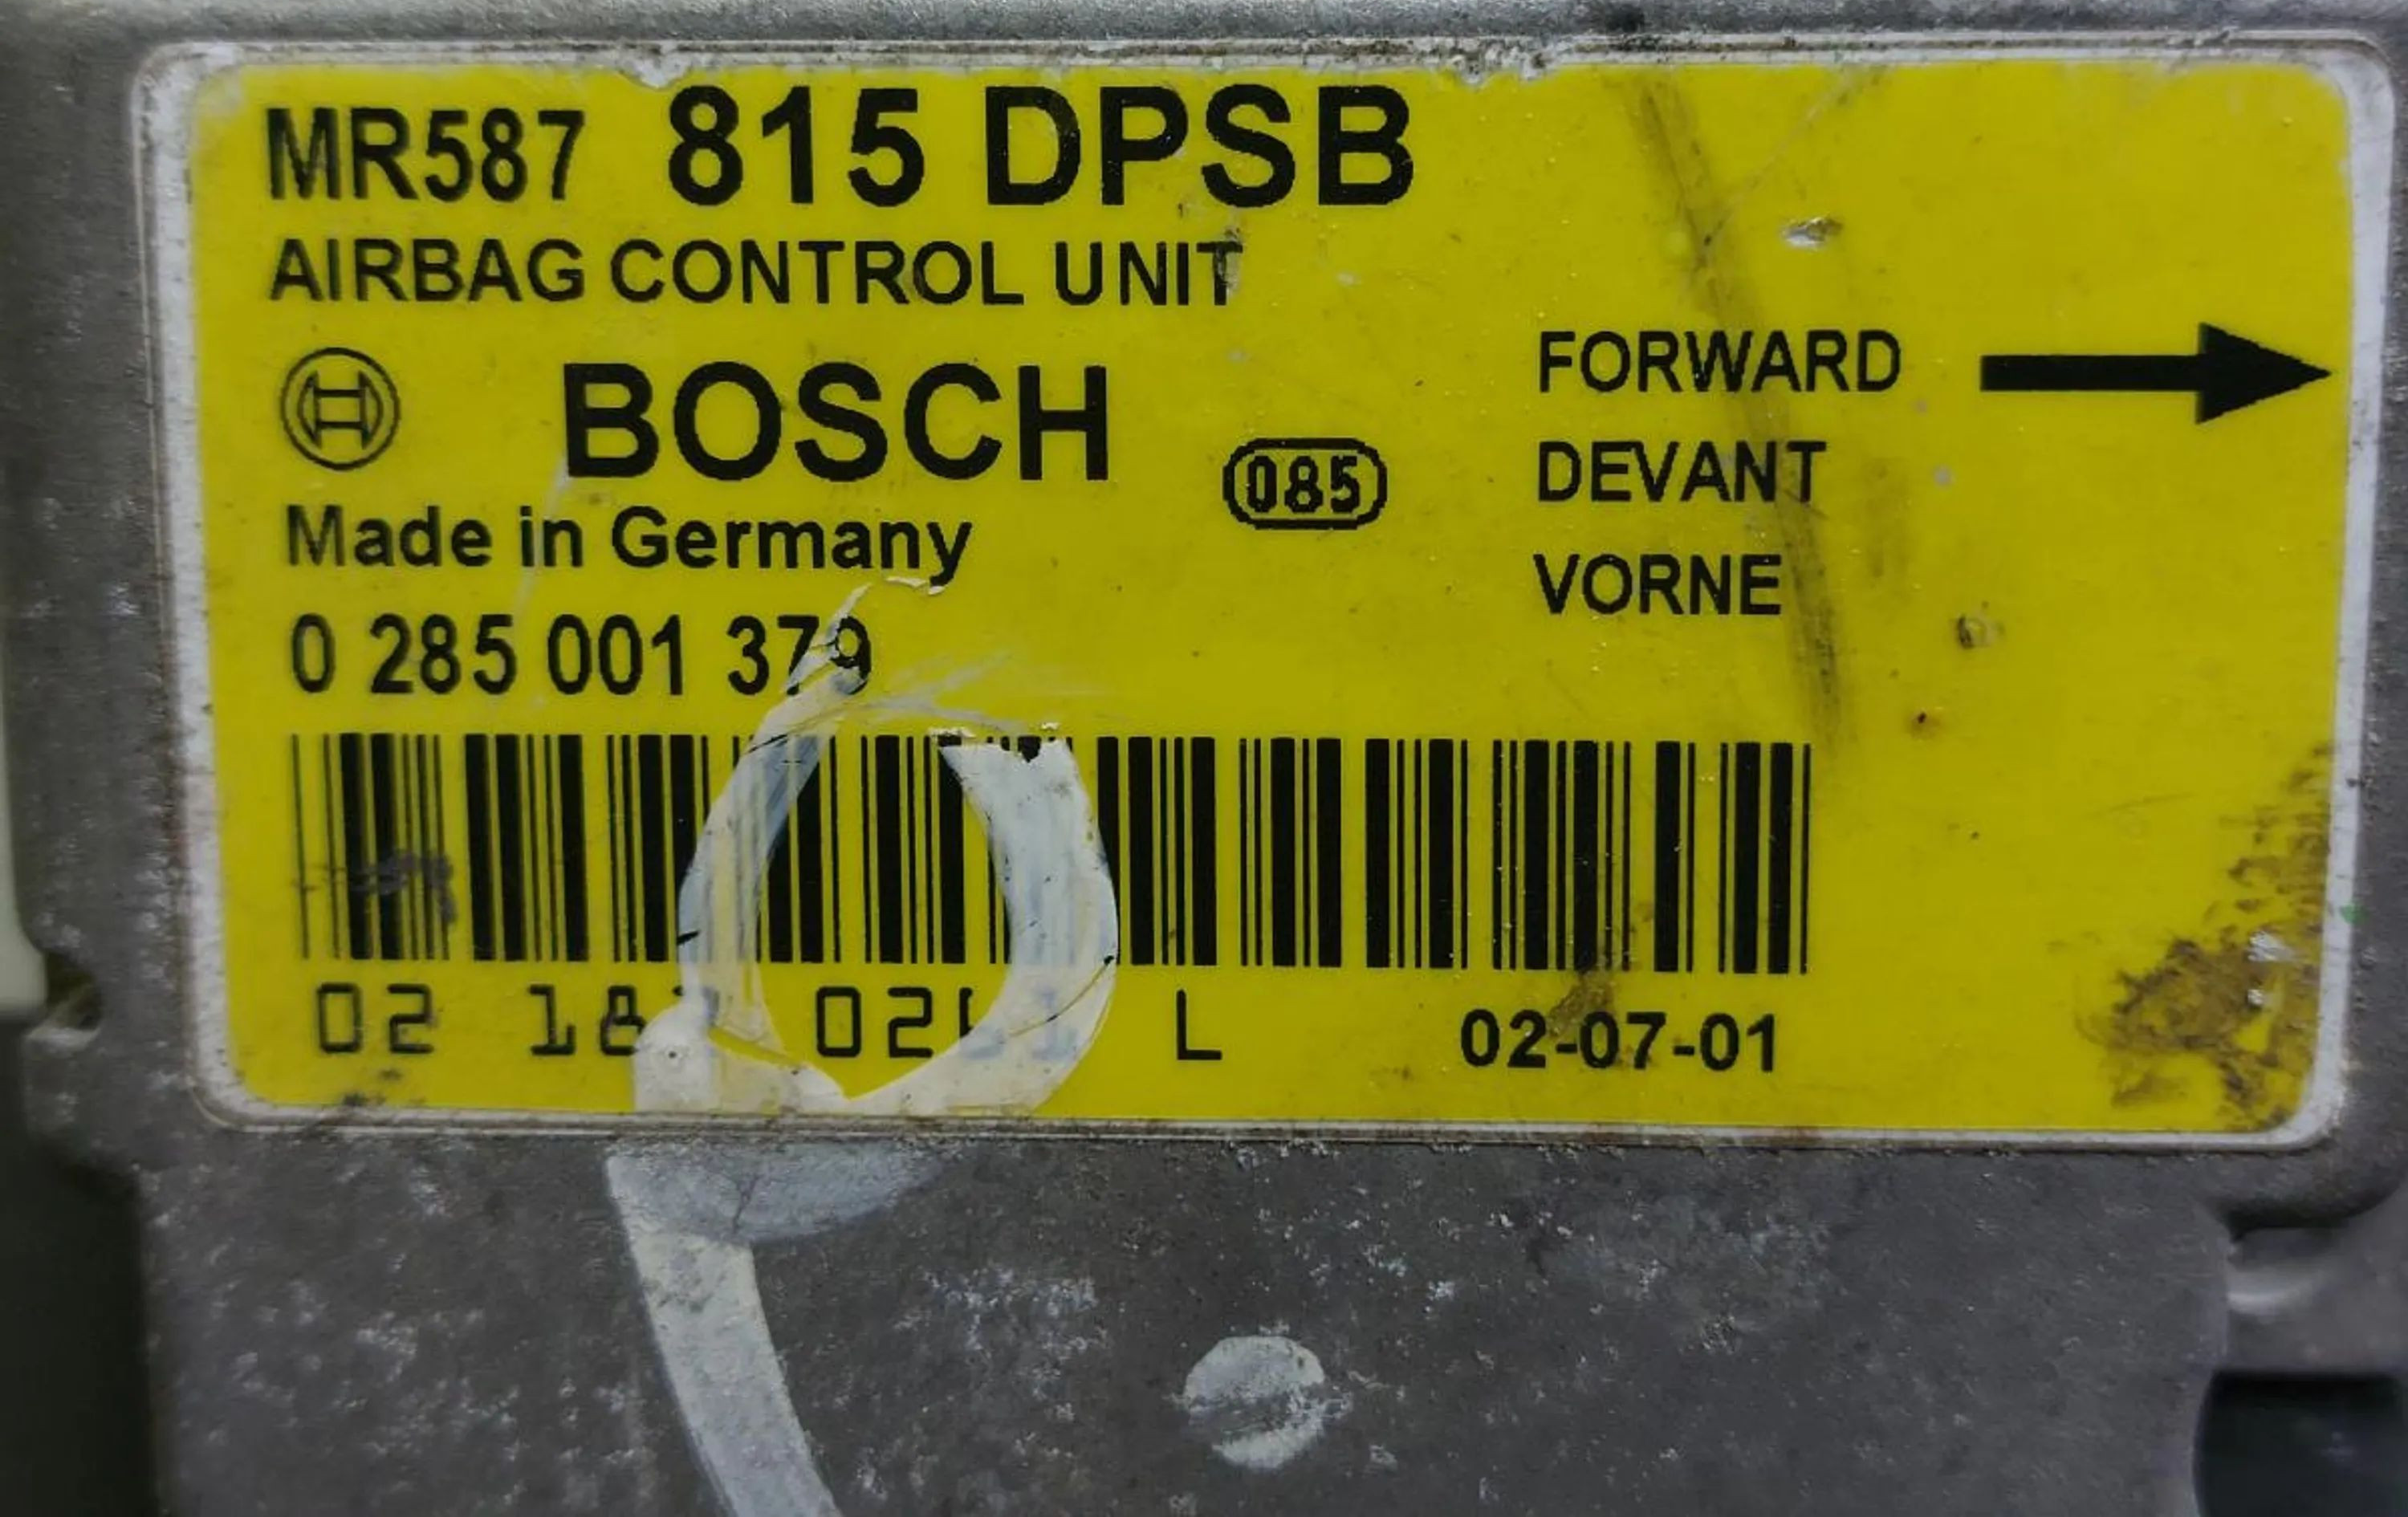 MR587 815 DPSB
AIRBAG CONTROL UNIT
BOSCH
085
Made in Germany
0 285 001 379
FORWARD
DEVANT
VORNE
02 L 02-07-01